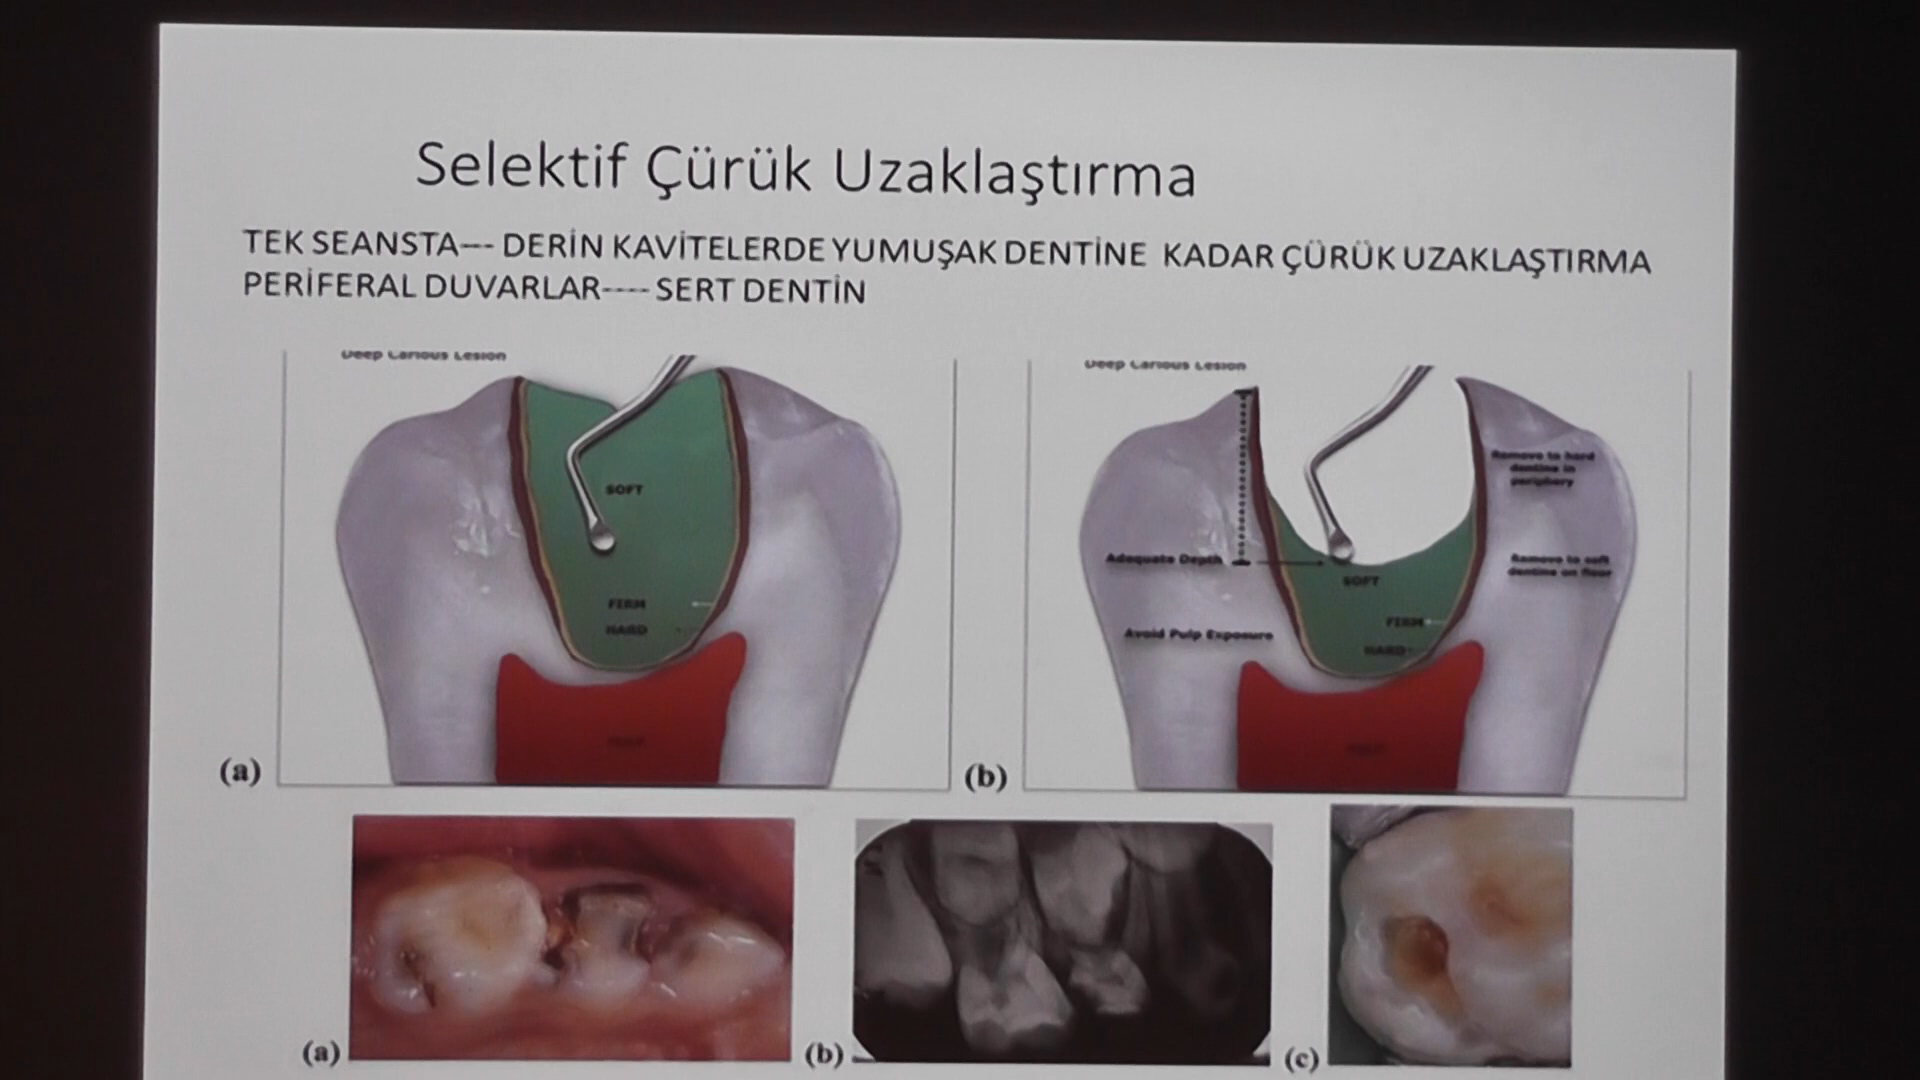 Selektif Çürük Uzaklaştırma
TEK SEANSTA--- DERİN KAVİTELERDE YUMUŞAK DENTİNE KADAR ÇÜRÜK UZAKLAŞTIRMA
PERİFERAL DUVARLAR---- SERT DENTİN
Deep Carious Lesion
SOFT
FIRM
HARD
(a)
Deep Carious Lesion
Remove to hard
dentine in
periphery
Adequate Depth
Remove to soft
dentine on floor
SOFT
FIRM
Avoid Pulp Exposure
HARD
(b)
(a)
(b)
(c)